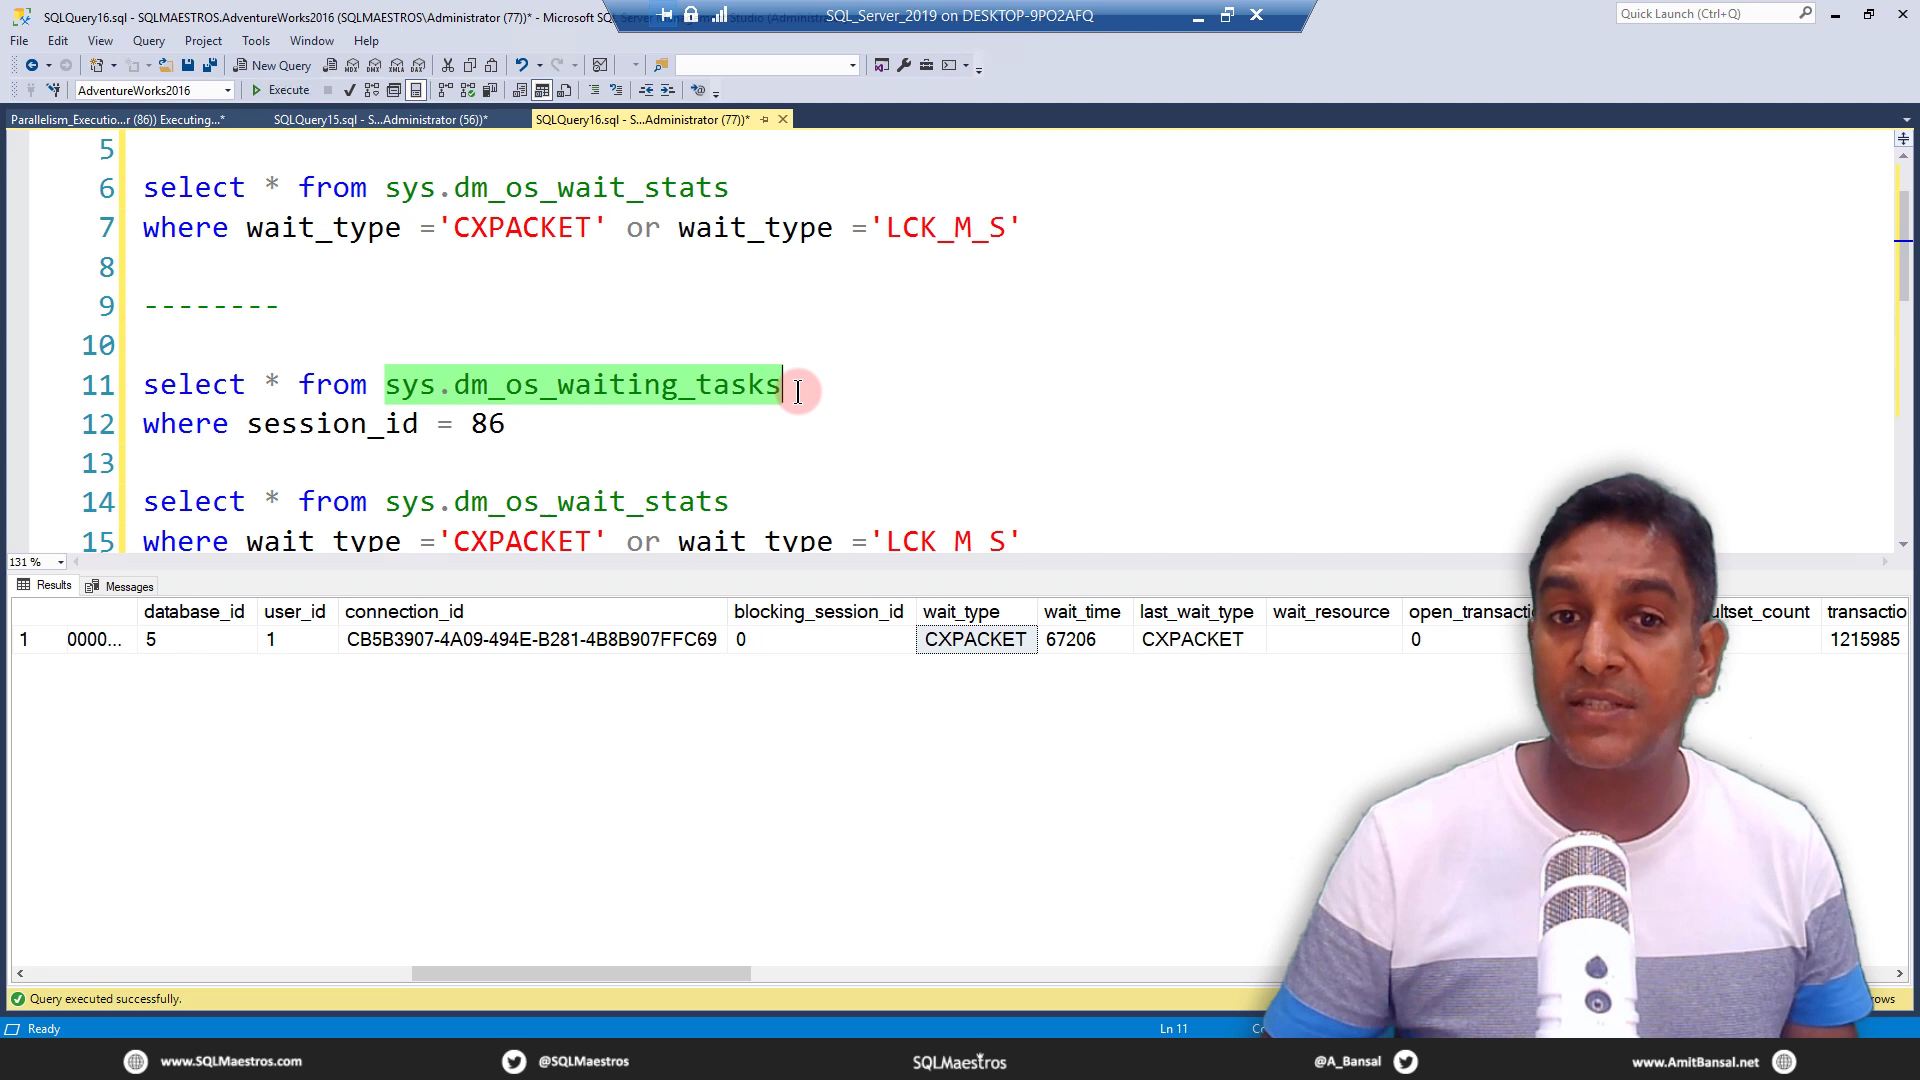 SQLQuery16.sql - SQLMAESTROS.AdventureWorks2016 (SQLMAESTROS\Administrator (77))* - Microsoft SQL Server Management Studio (Administrator)
SQL_Server_2019 on DESKTOP-9PO2AFQ
Quick Launch (Ctrl+Q)
File Edit View Query Project Tools Window Help
New Query
AdventureWorks2016 Execute
Parallelism_Executio...r (86)) Executing...* SQLQuery15.sql - S...Administrator (56))* SQLQuery16.sql - S...Administrator (77))*
5
6 select * from sys.dm_os_wait_stats
7 where wait_type ='CXPACKET' or wait_type ='LCK_M_S'
8
9 --------
10
11 select * from sys.dm_os_waiting_tasks
12 where session_id = 86
13
14 select * from sys.dm_os_wait_stats
15 where wait_type ='CXPACKET' or wait_type ='LCK_M_S'
131 %
Results Messages
database_id user_id connection_id blocking_session_id wait_type wait_time last_wait_type wait_resource open_transacti ultset_count transactio
1 0000... 5 1 CB5B3907-4A09-494E-B281-4B8B907FFC69 0 CXPACKET 67206 CXPACKET 0 1215985
Query executed successfully. rows
Ready Ln 11
www.SQLMaestros.com @SQLMaestros SQLMaestros @A_Bansal www.AmitBansal.net